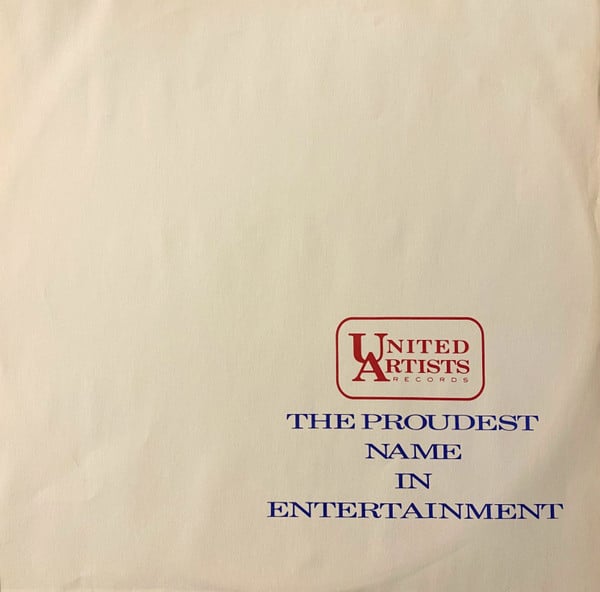 UNITED
ARTISTS
RECORDS
THE PROUDEST
NAME
IN
ENTERTAINMENT